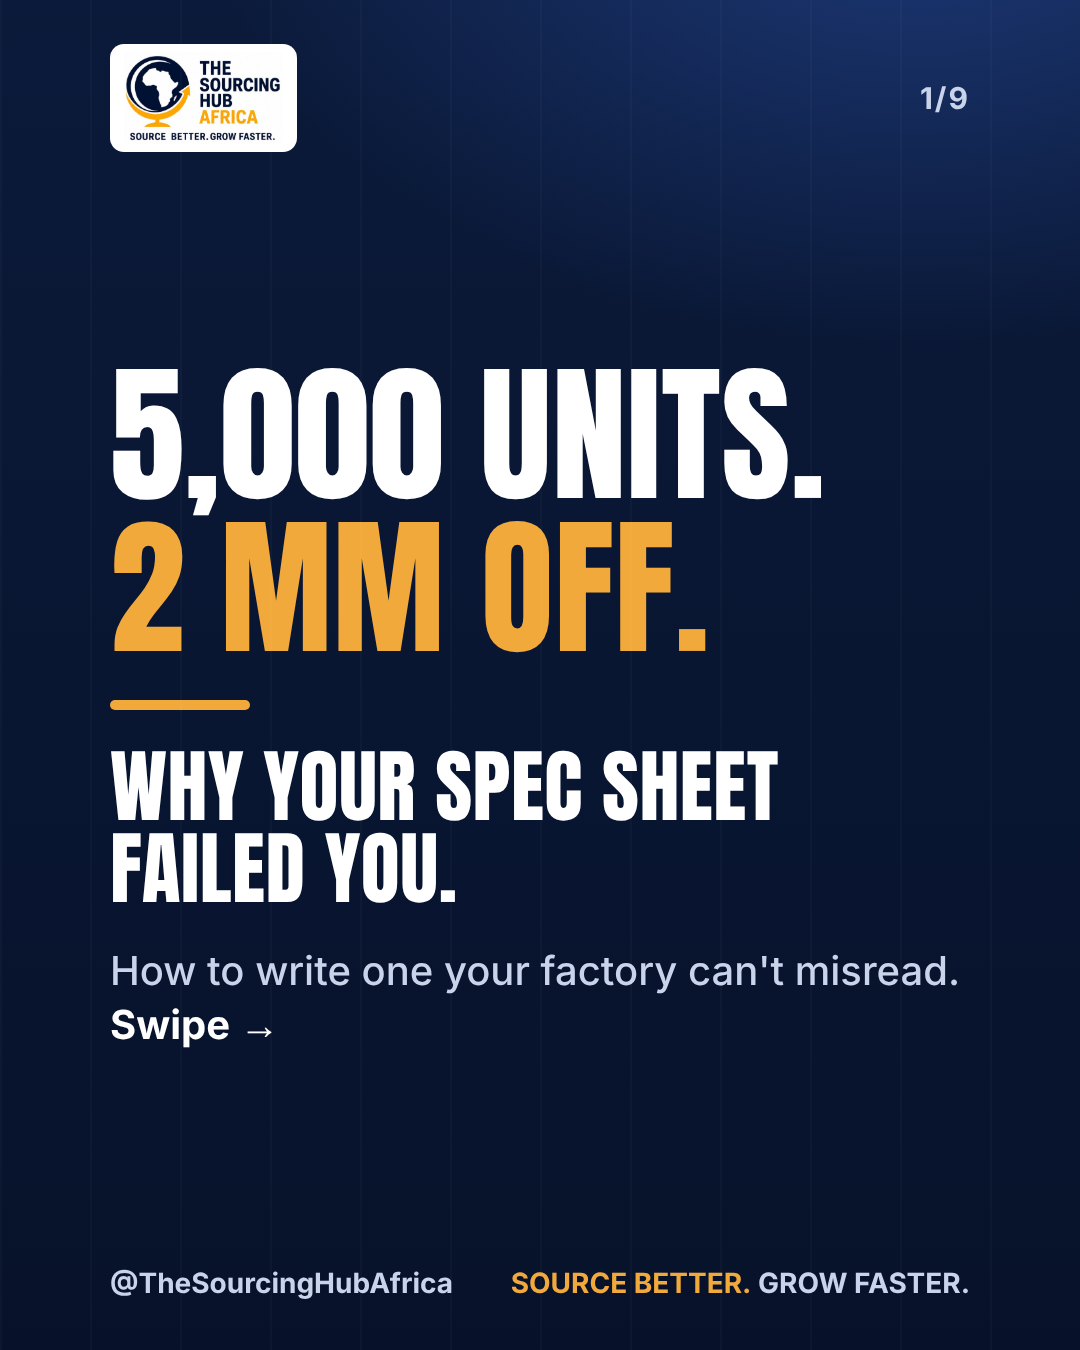 THE
SOURCING
HUB
AFRICA
SOURCE BETTER. GROW FASTER.
1/9
5,000 UNITS.
2 MM OFF.
WHY YOUR SPEC SHEET
FAILED YOU.
How to write one your factory can't misread.
Swipe →
@TheSourcingHubAfrica
SOURCE BETTER. GROW FASTER.